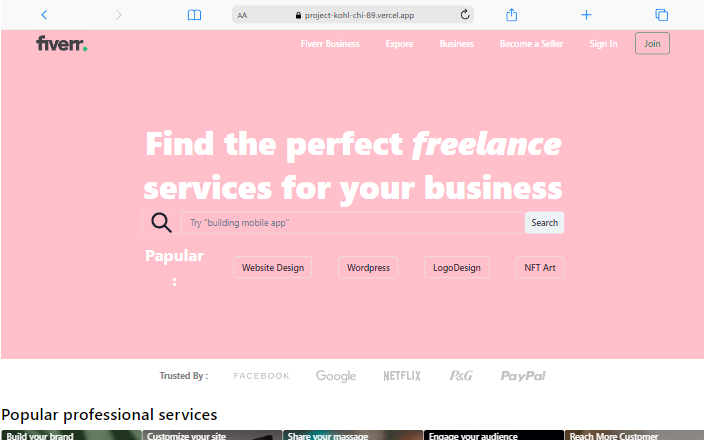 AA project-kohl-chi-89.vercel.app
fiverr.
Fiverr Business Expore Business Become a Seller Sign In Join
Find the perfect freelance
services for your business
Try "building mobile app" Search
Papular
:
Website Design Wordpress LogoDesign NFT Art
Trusted By : FACEBOOK Google NETFLIX P&G PayPal
Popular professional services
Build your brand Customize your site Share your massage Engage your audience Reach More Customer